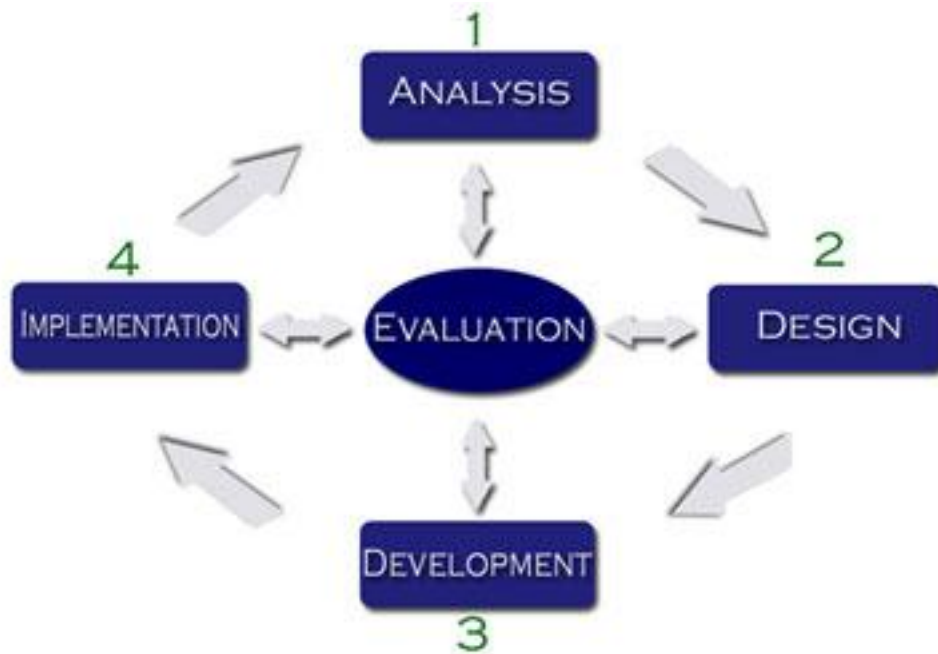 1
ANALYSIS
2
DESIGN
4
IMPLEMENTATION
EVALUATION
DEVELOPMENT
3